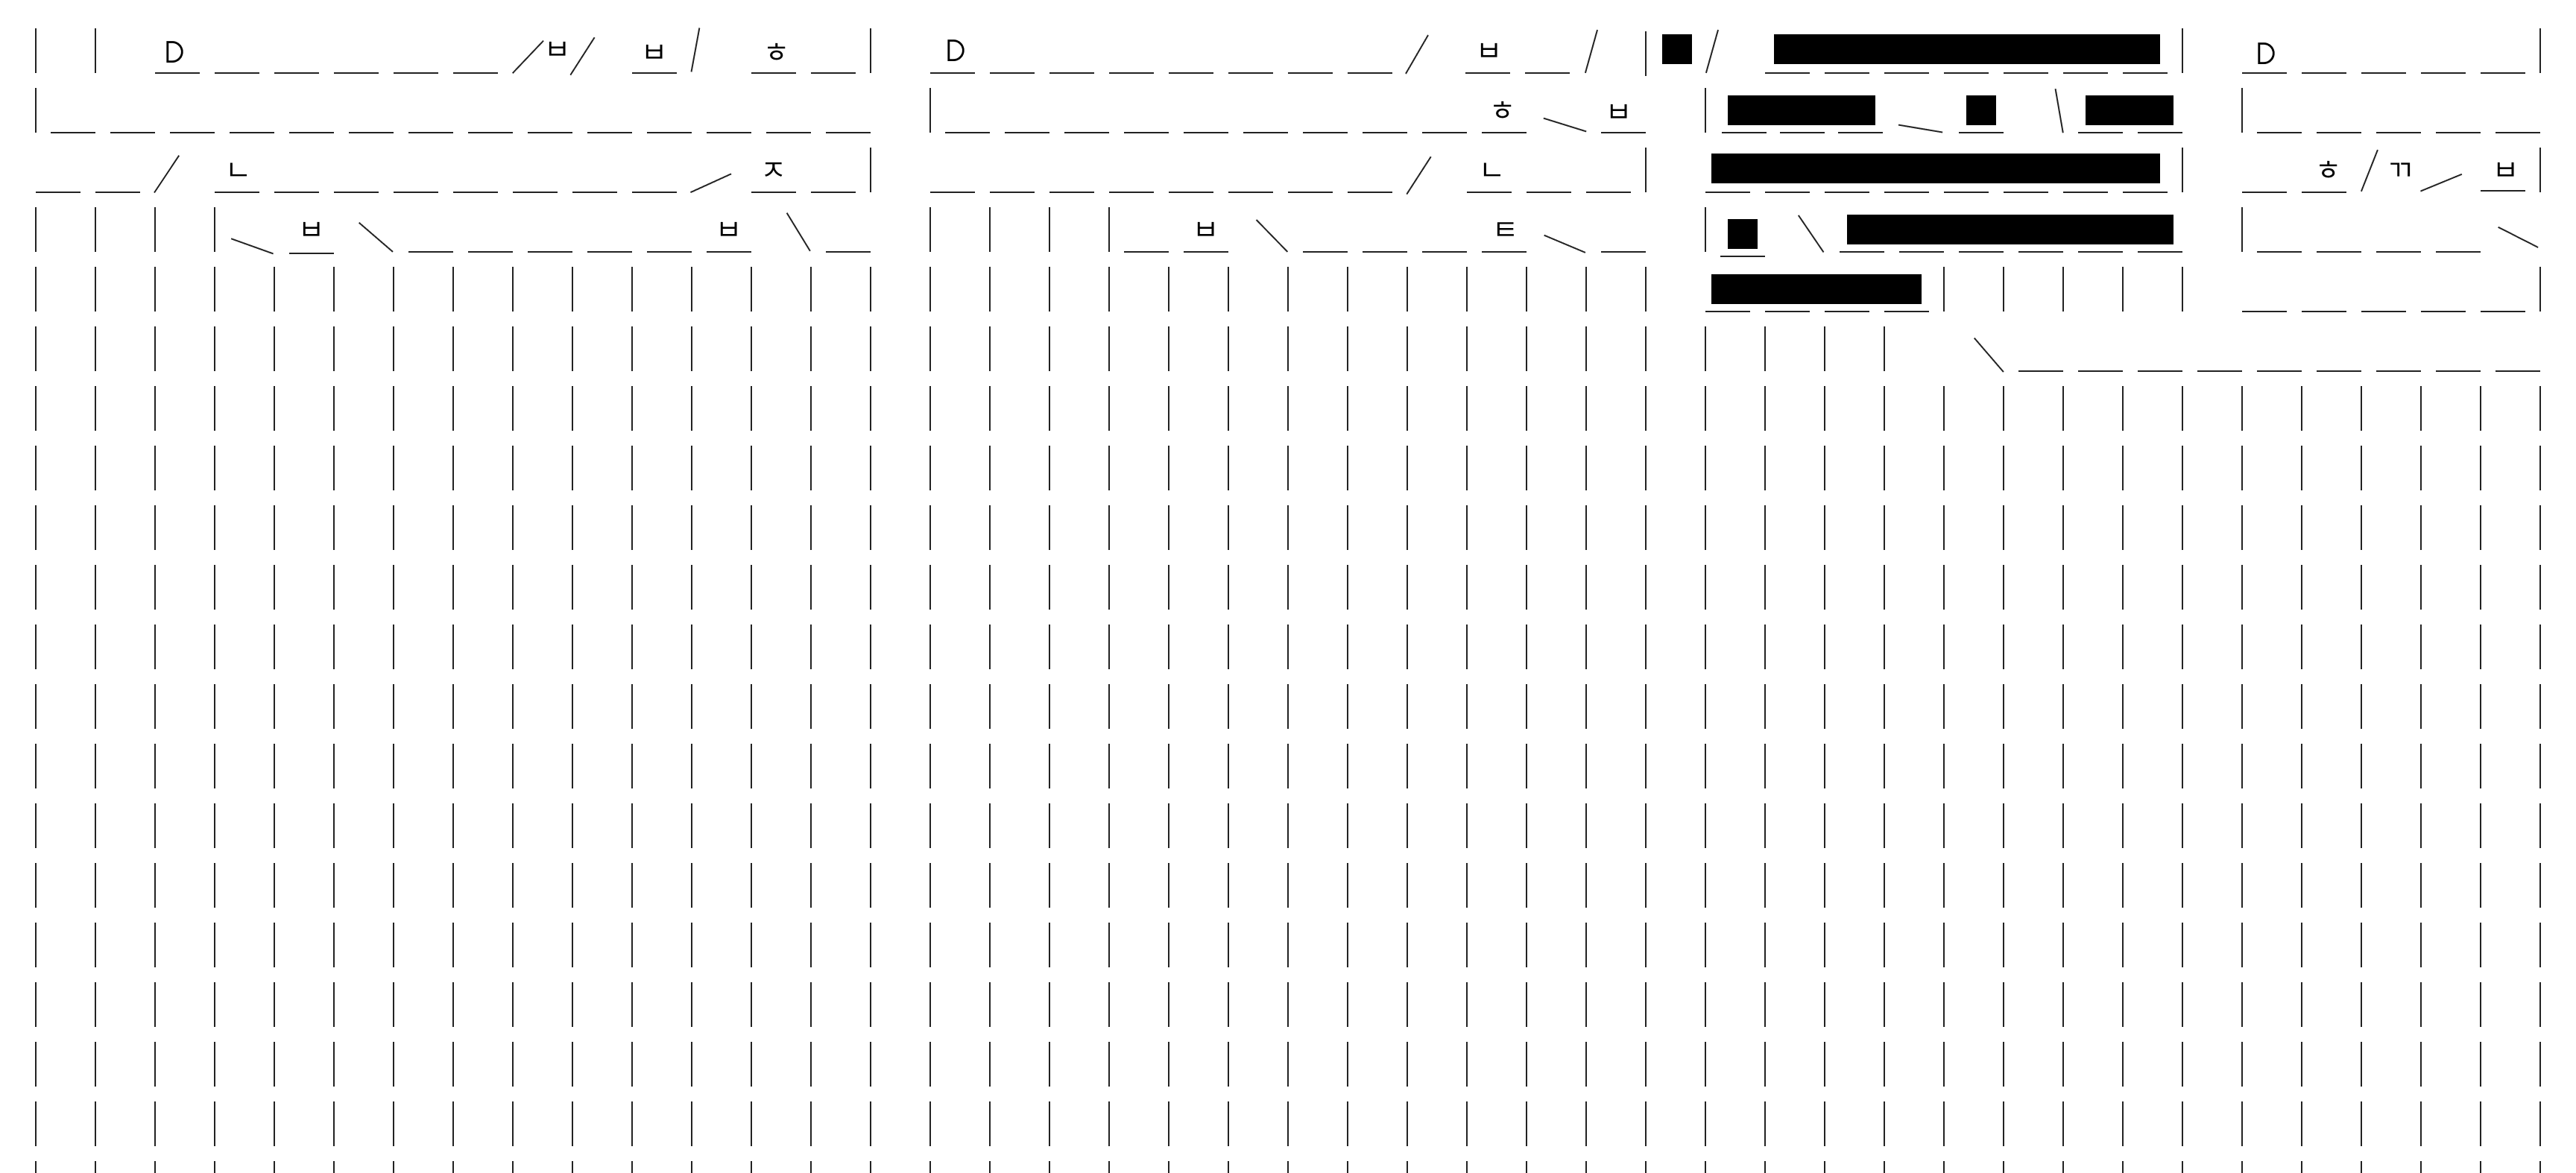 D ㅂ ㅂ ㅎ D ㅂ D
ㅎ ㅂ
ㄴ ㅈ ㄴ ㅎ ㄲ ㅂ
ㅂ ㅂ ㅂ ㅌ